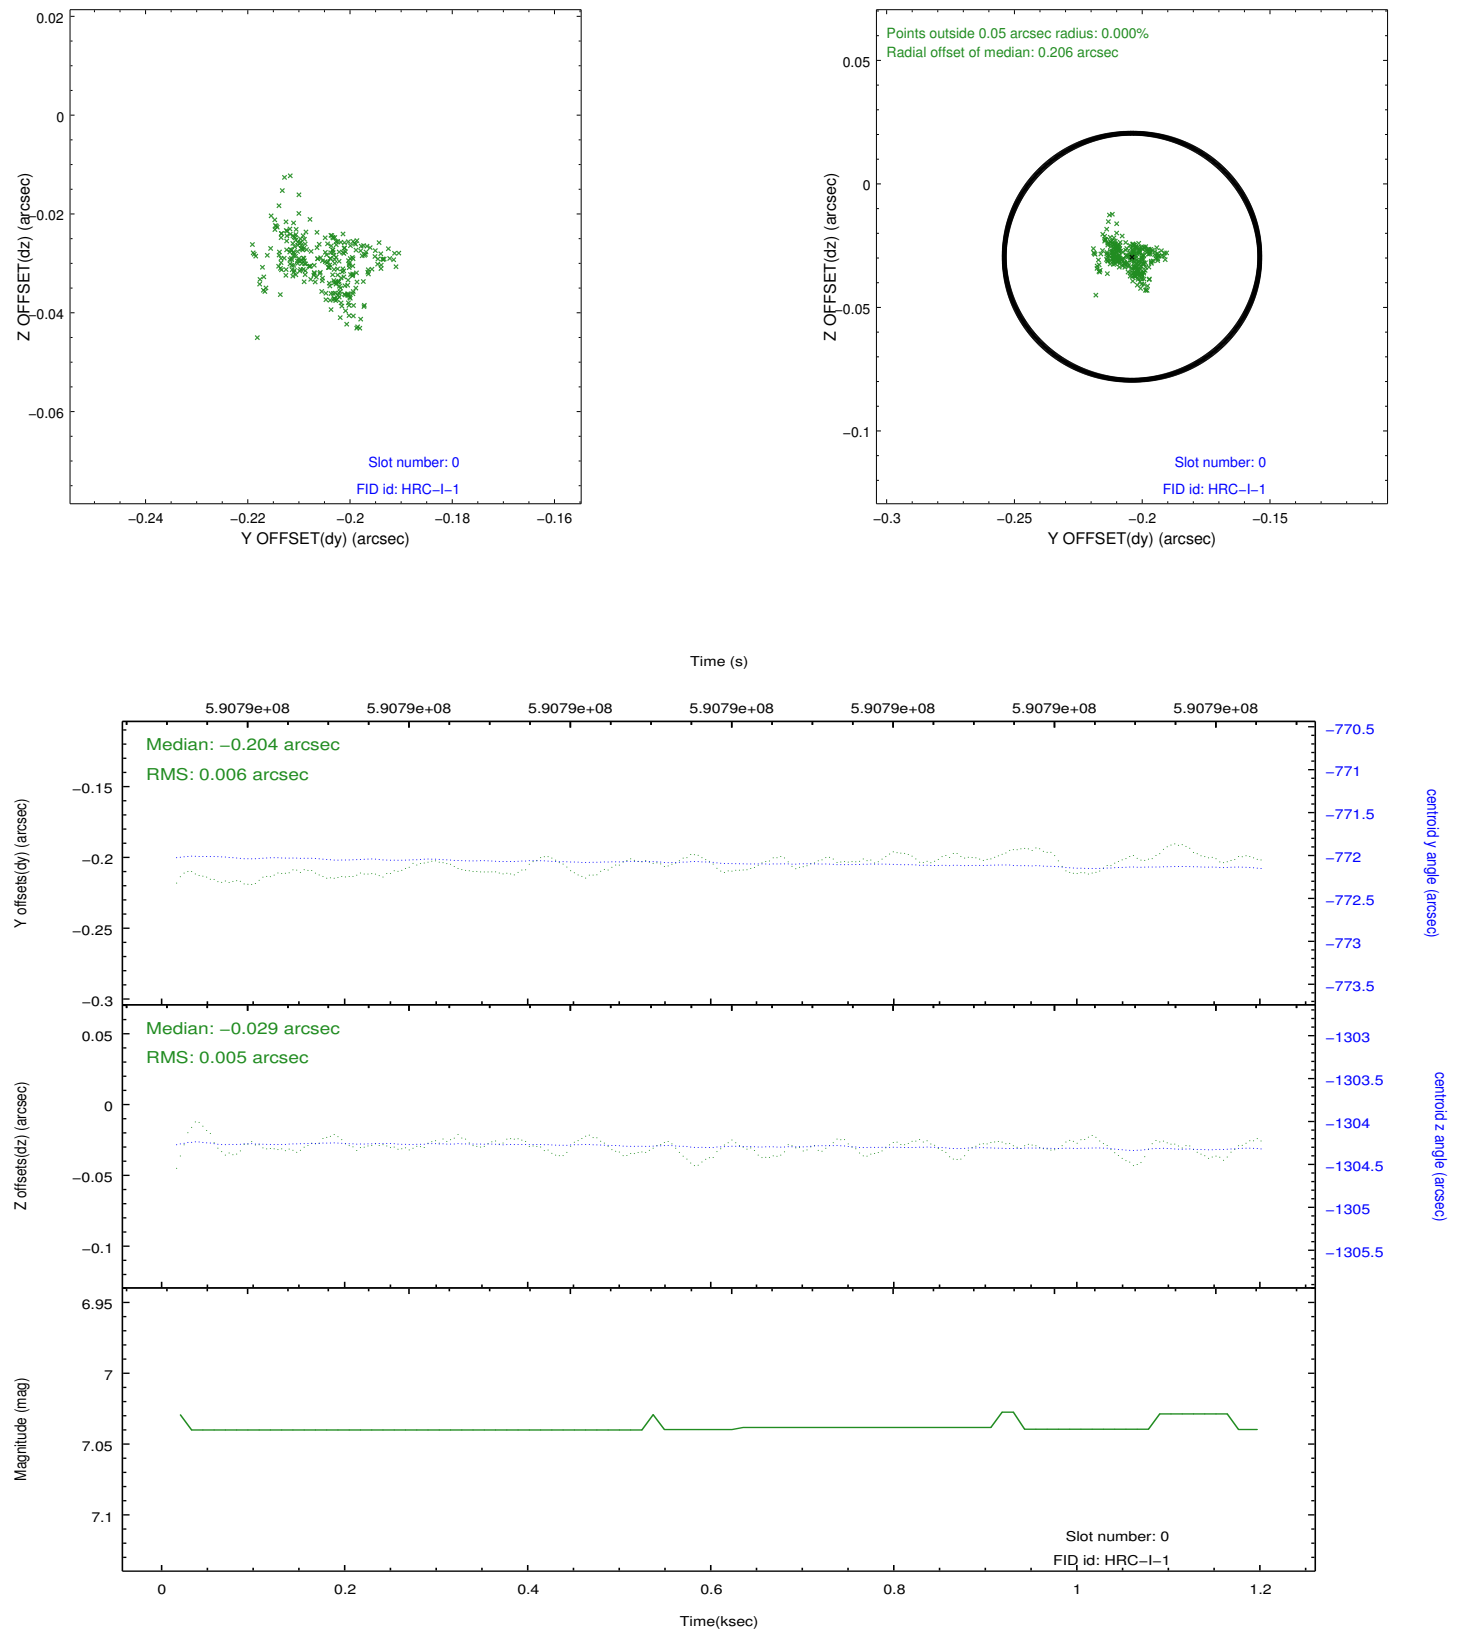 0.02
0
−0.02
−0.04
−0.06
Z OFFSET(dz) (arcsec)
Slot number: 0
FID id: HRC−I−1
−0.24
−0.22
−0.2
−0.18
−0.16
Y OFFSET(dy) (arcsec)
Points outside 0.05 arcsec radius: 0.000%
Radial offset of median: 0.206 arcsec
0.05
0
−0.05
−0.1
Z OFFSET(dz) (arcsec)
Slot number: 0
FID id: HRC−I−1
−0.3
−0.25
−0.2
−0.15
Y OFFSET(dy) (arcsec)
Time (s)
5.9079e+08 5.9079e+08 5.9079e+08 5.9079e+08 5.9079e+08 5.9079e+08 5.9079e+08
Median: −0.204 arcsec
RMS: 0.006 arcsec
−0.15
−0.2
−0.25
−0.3
Y offsets(dy) (arcsec)
−770.5
−771
−771.5
−772
−772.5
−773
−773.5
centroid y angle (arcsec)
Median: −0.029 arcsec
RMS: 0.005 arcsec
0.05
0
−0.05
−0.1
Z offsets(dz) (arcsec)
−1303
−1303.5
−1304
−1304.5
−1305
−1305.5
centroid z angle (arcsec)
6.95
7
7.05
7.1
Magnitude (mag)
Slot number: 0
FID id: HRC−I−1
0
0.2
0.4
0.6
0.8
1
1.2
Time(ksec)